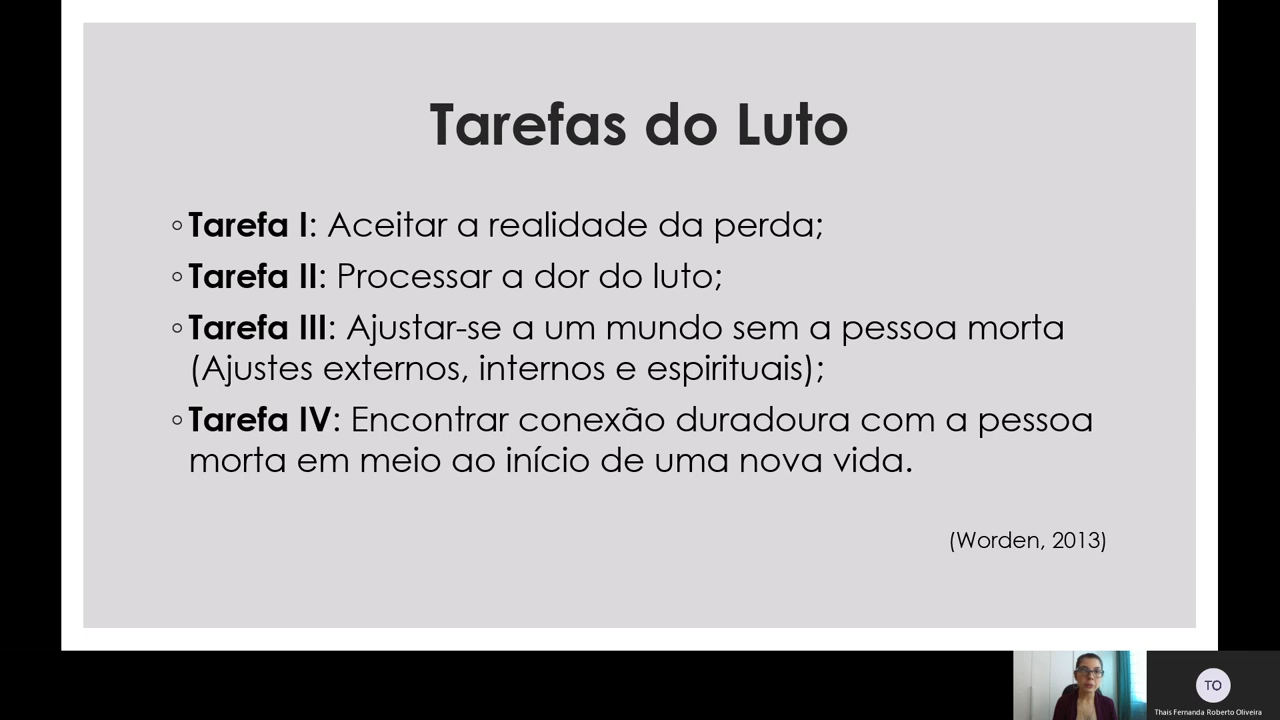 Tarefas do Luto
◦Tarefa I: Aceitar a realidade da perda;
◦Tarefa II: Processar a dor do luto;
◦Tarefa III: Ajustar-se a um mundo sem a pessoa morta
(Ajustes externos, internos e espirituais);
◦Tarefa IV: Encontrar conexão duradoura com a pessoa
morta em meio ao início de uma nova vida.
(Worden, 2013)
TO
Thais Fernanda Roberto Oliveira